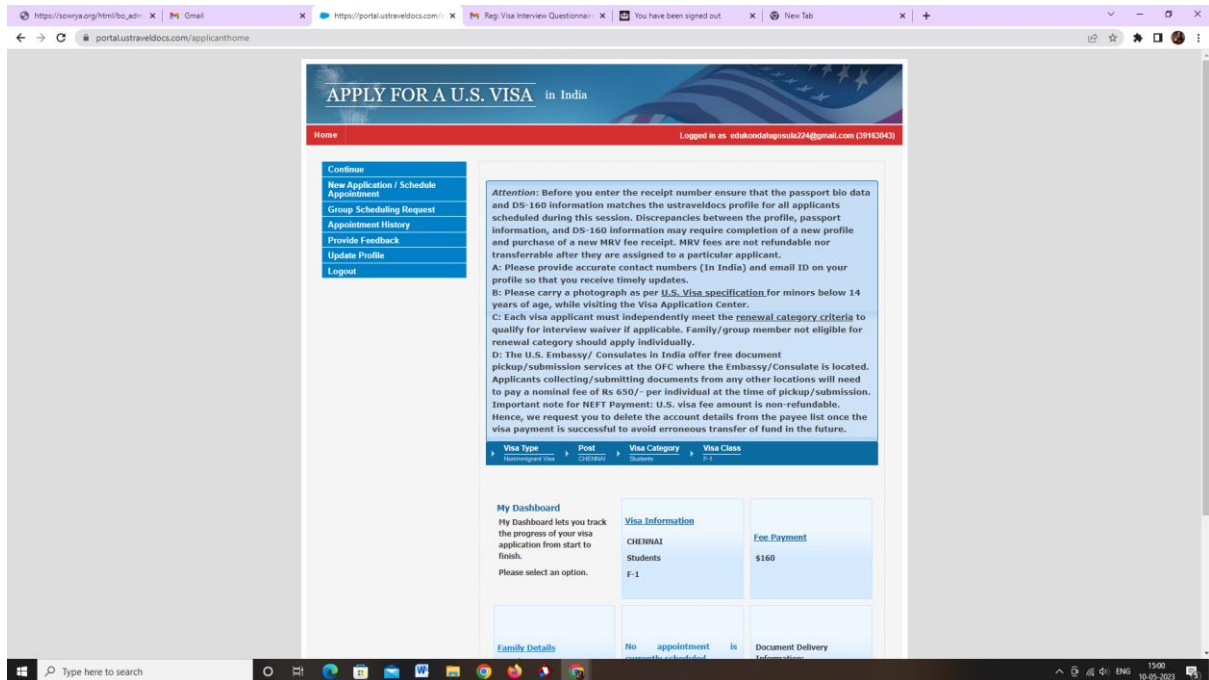 https://sowrya.org/html/bo_adm
Gmail
https://portal.ustraveldocs.com/
Reg: Visa Interview Questionnai
You have been signed out
New Tab
portal.ustraveldocs.com/applicanthome
APPLY FOR A U.S. VISA in India
Home
Logged in as edukondalugosula224@gmail.com (39163043)
Continue
New Application / Schedule
Appointment
Group Scheduling Request
Appointment History
Provide Feedback
Update Profile
Logout
Attention: Before you enter the receipt number ensure that the passport bio data
and DS-160 information matches the ustraveldocs profile for all applicants
scheduled during this session. Discrepancies between the profile, passport
information, and DS-160 information may require completion of a new profile
and purchase of a new MRV fee receipt. MRV fees are not refundable nor
transferrable after they are assigned to a particular applicant.
A: Please provide accurate contact numbers (In India) and email ID on your
profile so that you receive timely updates.
B: Please carry a photograph as per U.S. Visa specification for minors below 14
years of age, while visiting the Visa Application Center.
C: Each visa applicant must independently meet the renewal category criteria to
qualify for interview waiver if applicable. Family/group member not eligible for
renewal category should apply individually.
D: The U.S. Embassy/ Consulates in India offer free document
pickup/submission services at the OFC where the Embassy/Consulate is located.
Applicants collecting/submitting documents from any other locations will need
to pay a nominal fee of Rs 650/- per individual at the time of pickup/submission.
Important note for NEFT Payment: U.S. visa fee amount is non-refundable.
Hence, we request you to delete the account details from the payee list once the
visa payment is successful to avoid erroneous transfer of fund in the future.
Visa Type Post Visa Category Visa Class
Nonimmigrant Visa CHENNAI Students F-1
My Dashboard
My Dashboard lets you track
the progress of your visa
application from start to
finish.
Please select an option.
Visa Information
CHENNAI
Students
F-1
Fee Payment
$160
Family Details
No appointment is
currently scheduled
Document Delivery
Information:
Type here to search
ENG
15:00
10-05-2023